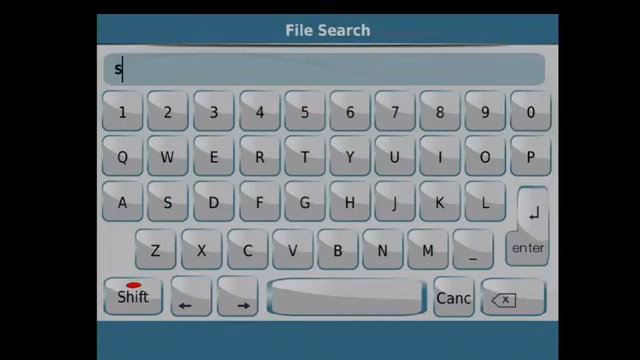 File Search
s
1 2 3 4 5 6 7 8 9 0
Q W E R T Y U I O P
A S D F G H J K L
enter
Z X C V B N M _
Shift Canc x